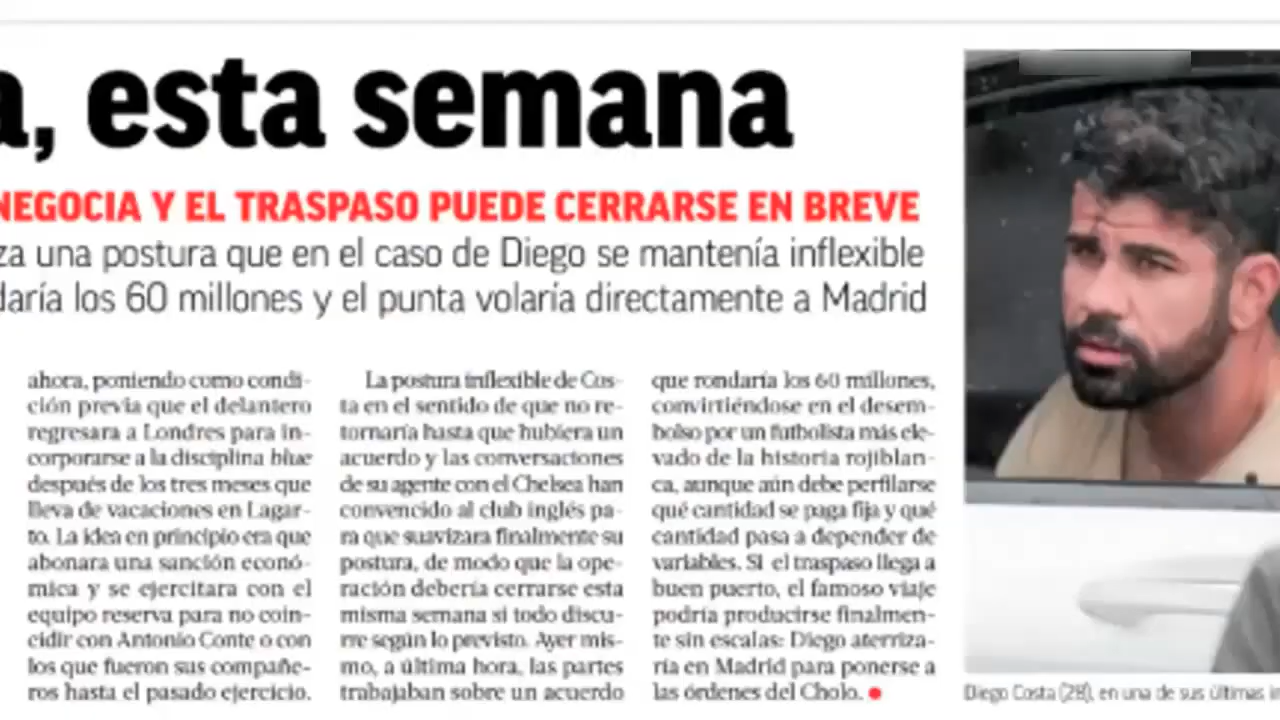 a, esta semana
NEGOCIA Y EL TRASPASO PUEDE CERRARSE EN BREVE
za una postura que en el caso de Diego se mantenía inflexible
daría los 60 millones y el punta volaría directamente a Madrid
ahora, poniendo como condi-
ción previa que el delantero
regresara a Londres para in-
corporarse a la disciplina blue
después de los tres meses que
lleva de vacaciones en Lagar-
to. La idea en principio era que
abonara una sanción econó-
mica y se ejercitara con el
equipo reserva para no coin-
cidir con Antonio Conte o con
los que fueron sus compañe-
ros hasta el pasado ejercicio.
La postura inflexible de Cos-
ta en el sentido de que no re-
tornaría hasta que hubiera un
acuerdo y las conversaciones
de su agente con el Chelsea han
convencido al club inglés pa-
ra que suavizara finalmente su
postura, de modo que la ope-
ración debería cerrarse esta
misma semana si todo discu-
rre según lo previsto. Ayer mis-
mo, a última hora, las partes
trabajaban sobre un acuerdo
que rondaría los 60 millones,
convirtiéndose en el desem-
bolso por un futbolista más ele-
vado de la historia rojiblan-
ca, aunque aún debe perfilarse
qué cantidad se paga fija y qué
cantidad pasa a depender de
variables. Si el traspaso llega a
buen puerto, el famoso viaje
podría producirse finalmen-
te sin escalas: Diego aterriza-
ría en Madrid para ponerse a
las órdenes del Cholo.
Diego Costa (28), en una de sus últimas i